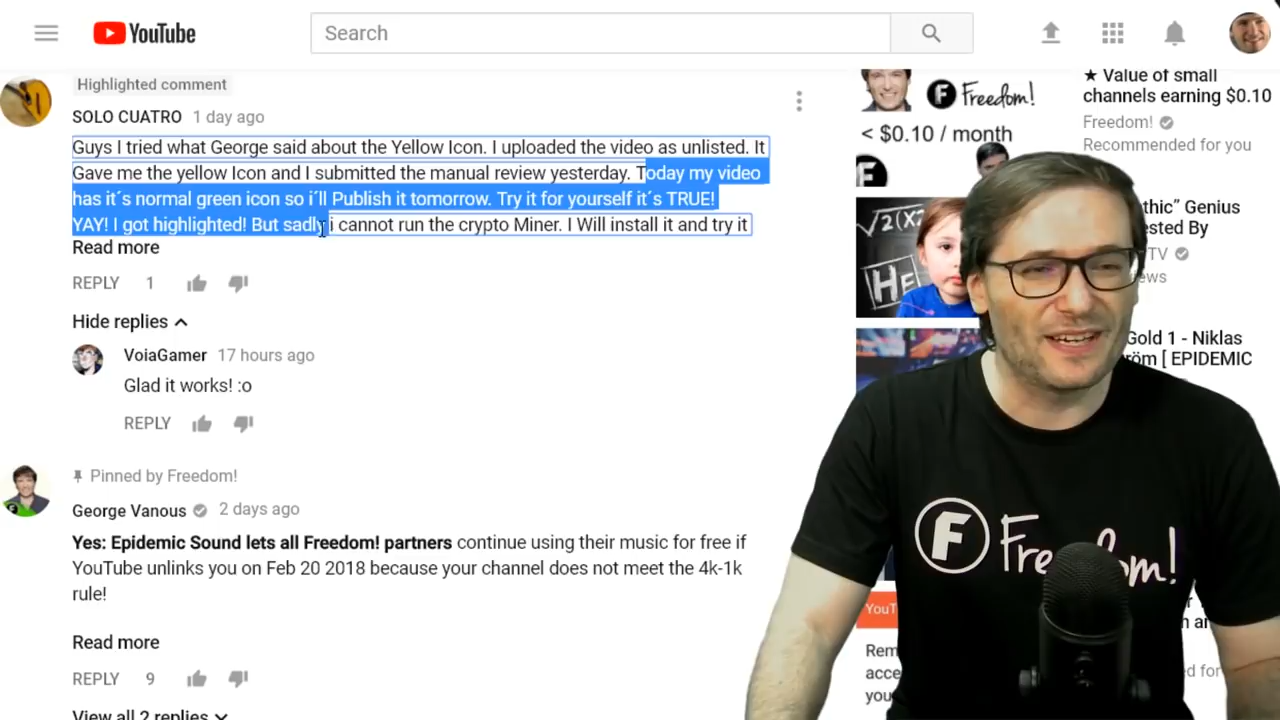 YouTube
Search
Highlighted comment
SOLO CUATRO 1 day ago
Guys I tried what George said about the Yellow Icon. I uploaded the video as unlisted. It
Gave me the yellow Icon and I submitted the manual review yesterday. Today my video
has it´s normal green icon so i´ll Publish it tomorrow. Try it for yourself it´s TRUE!
YAY! I got highlighted! But sadly i cannot run the crypto Miner. I Will install it and try it
Read more
REPLY 1
Hide replies
VoiaGamer 17 hours ago
Glad it works! :o
REPLY
Pinned by Freedom!
George Vanous 2 days ago
Yes: Epidemic Sound lets all Freedom! partners continue using their music for free if
YouTube unlinks you on Feb 20 2018 because your channel does not meet the 4k-1k
rule!
Read more
REPLY 9
View all 2 replies
F Freedom!
< $0.10 / month
★ Value of small
channels earning $0.10
Freedom!
Recommended for you
Genius
By
TV
√2(X
HE
Gold 1 - Niklas
[ EPIDEMIC
YouT
Rem
acce
you
F